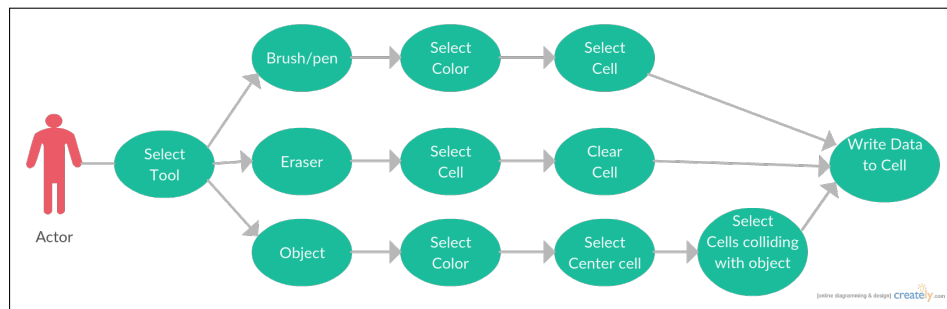 Brush/pen
Select
Color
Select
Cell
Select
Tool
Eraser
Select
Cell
Clear
Cell
Write Data
to Cell
Actor
Object
Select
Color
Select
Center cell
Select
Cells colliding
with object
[online diagramming & design] creately.com